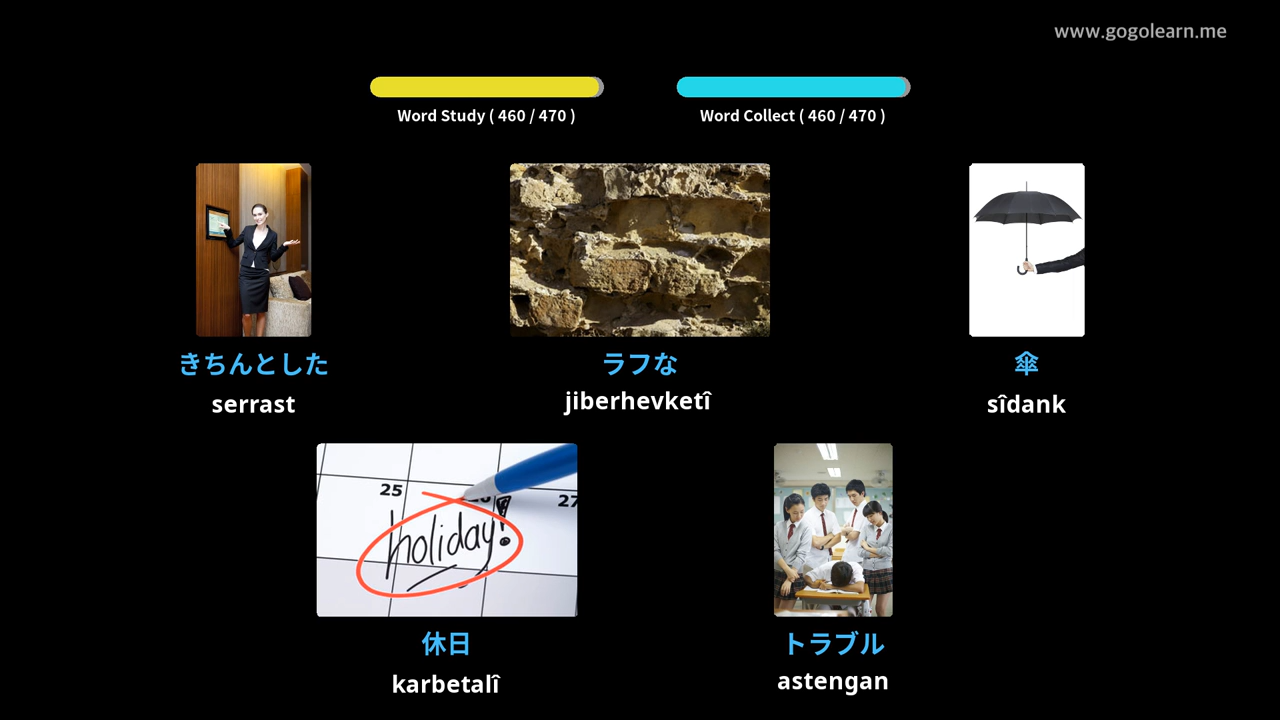 www.gogolearn.me
Word Study ( 460 / 470 )
Word Collect ( 460 / 470 )
きちんとした
serrast
ラフな
jiberhevketî
傘
sîdank
25
27
holiday!
休日
karbetalî
トラブル
astengan